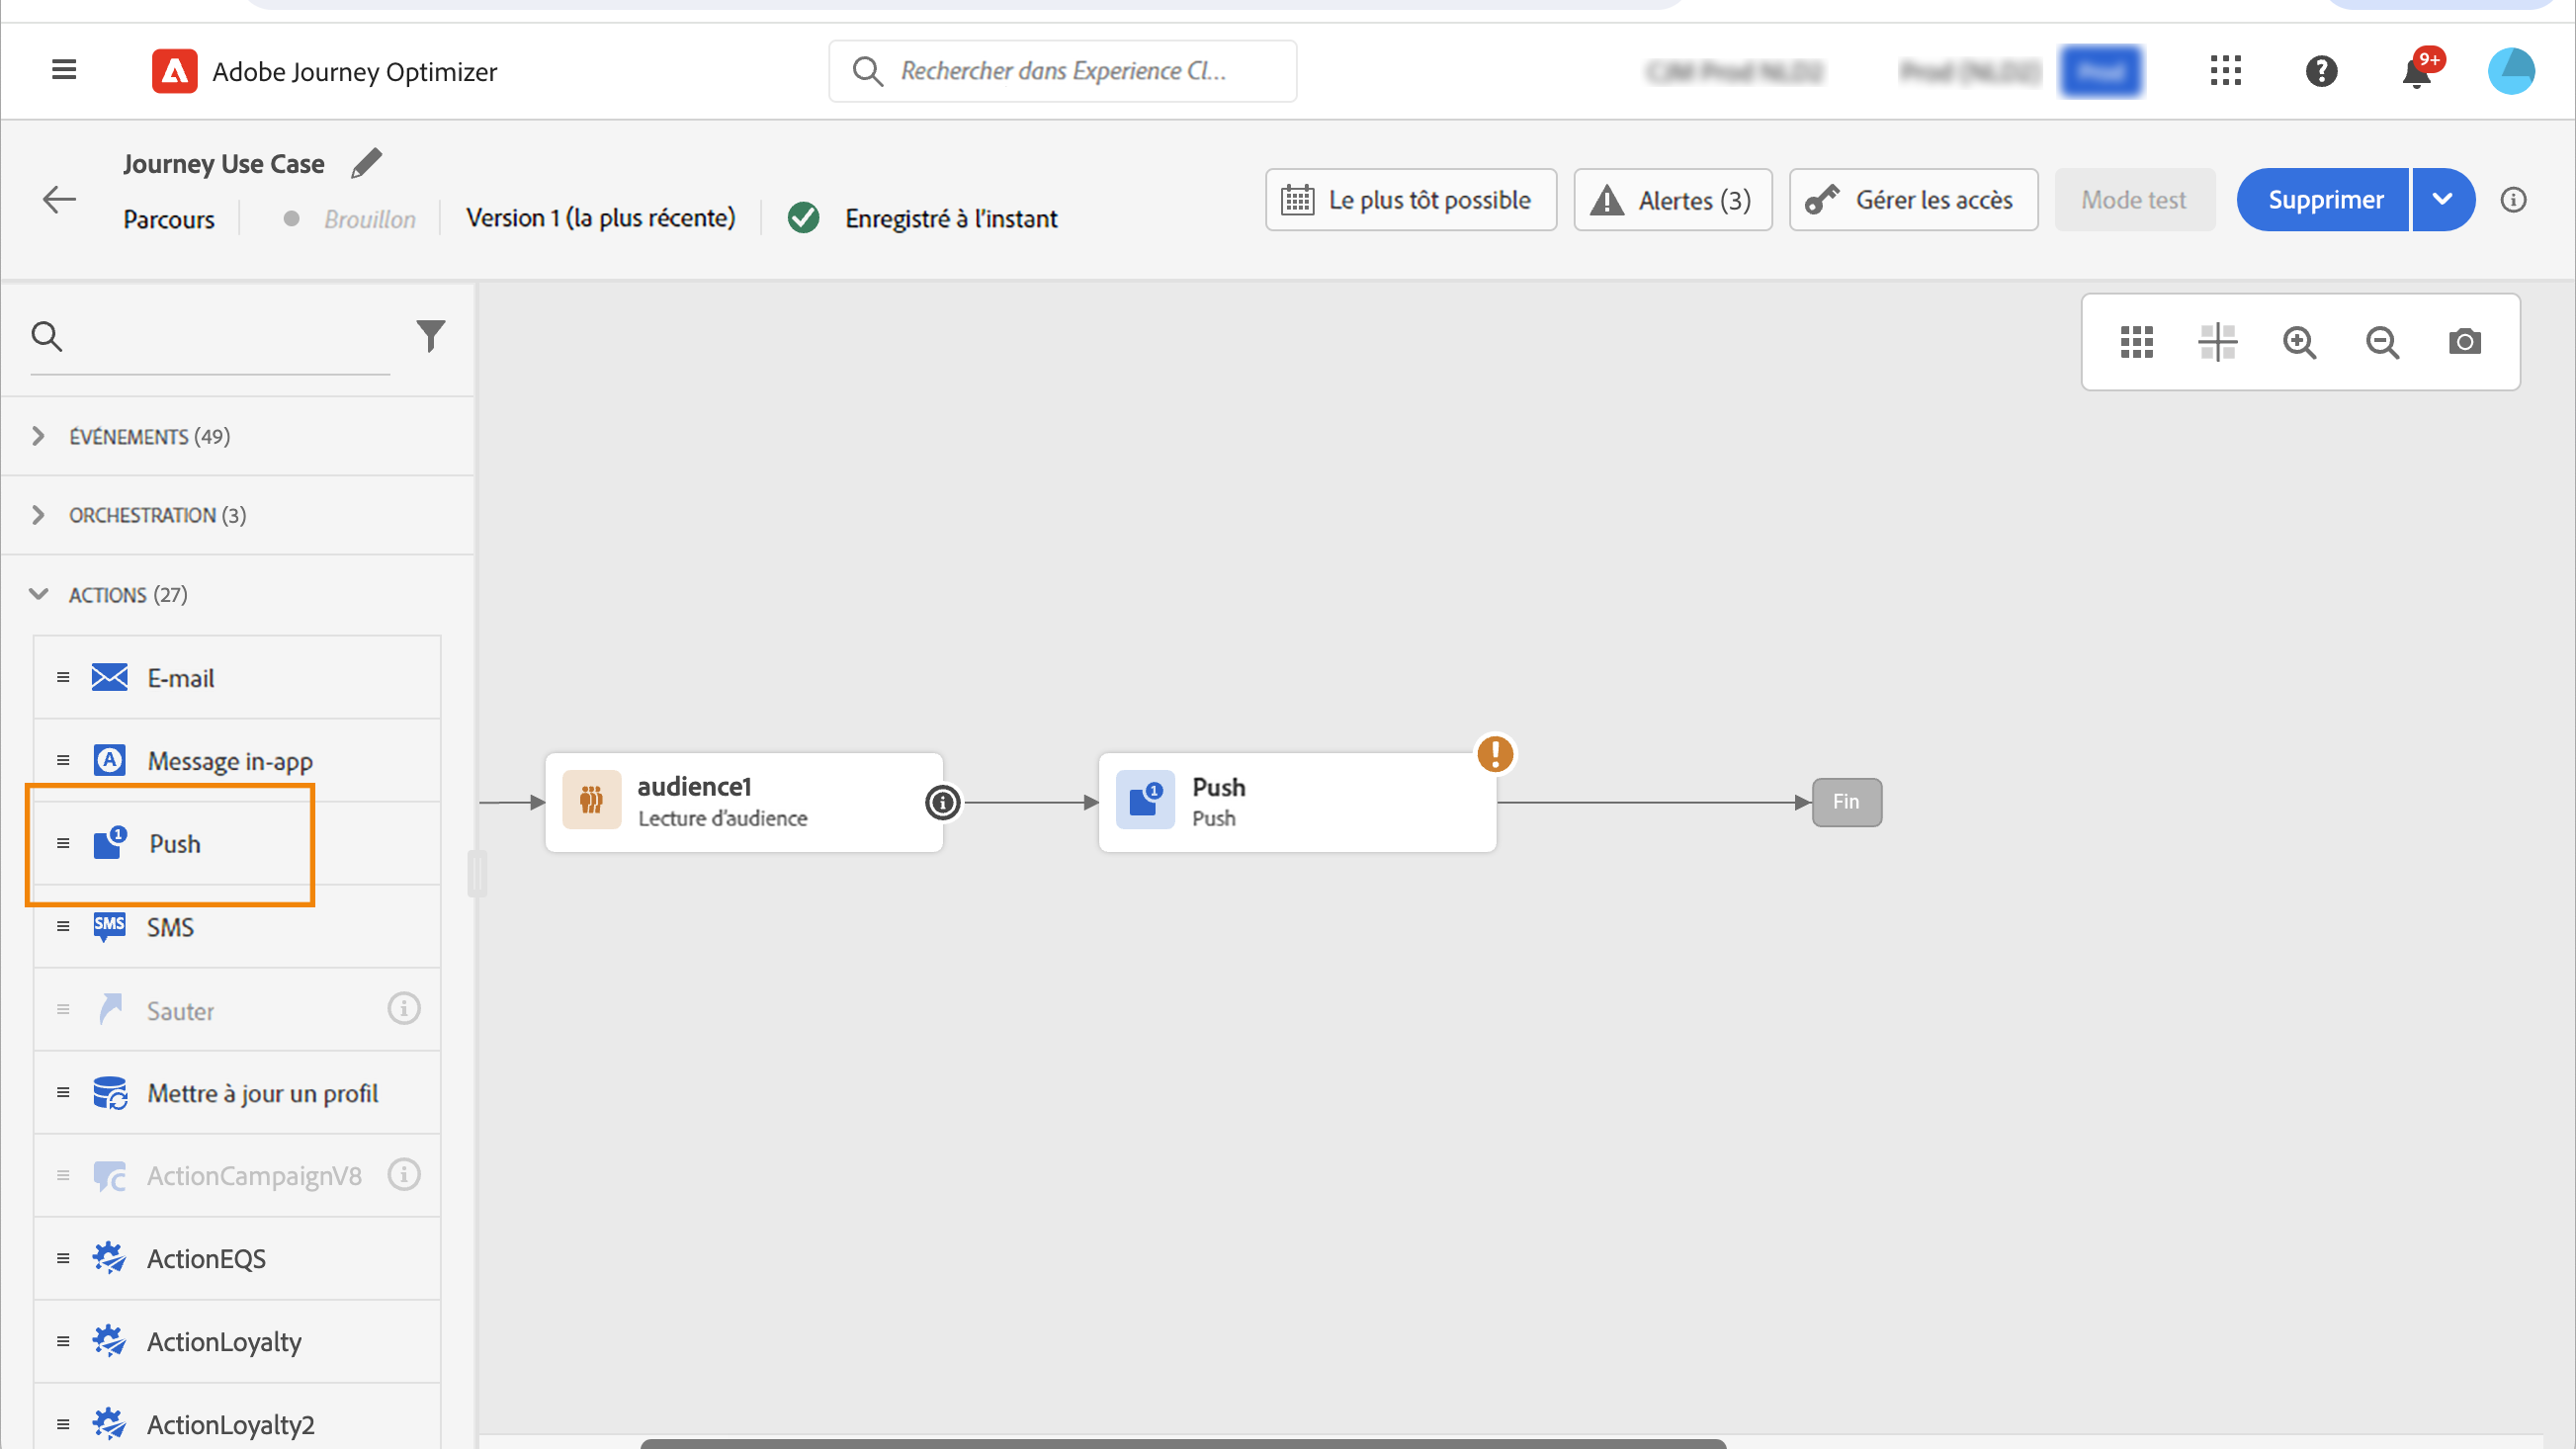 Adobe Journey Optimizer
Rechercher dans Experience Cl...
9+
Journey Use Case
Parcours
Brouillon
Version 1 (la plus récente)
Enregistré à l'instant
Le plus tôt possible
Alertes (3)
Gérer les accès
Mode test
Supprimer
ÉVÉNEMENTS (49)
ORCHESTRATION (3)
ACTIONS (27)
E-mail
Message in-app
Push
SMS
SMS
Sauter
Mettre à jour un profil
ActionCampaignV8
ActionEQS
ActionLoyalty
ActionLoyalty2
audience1
Lecture d'audience
Push
Push
Fin